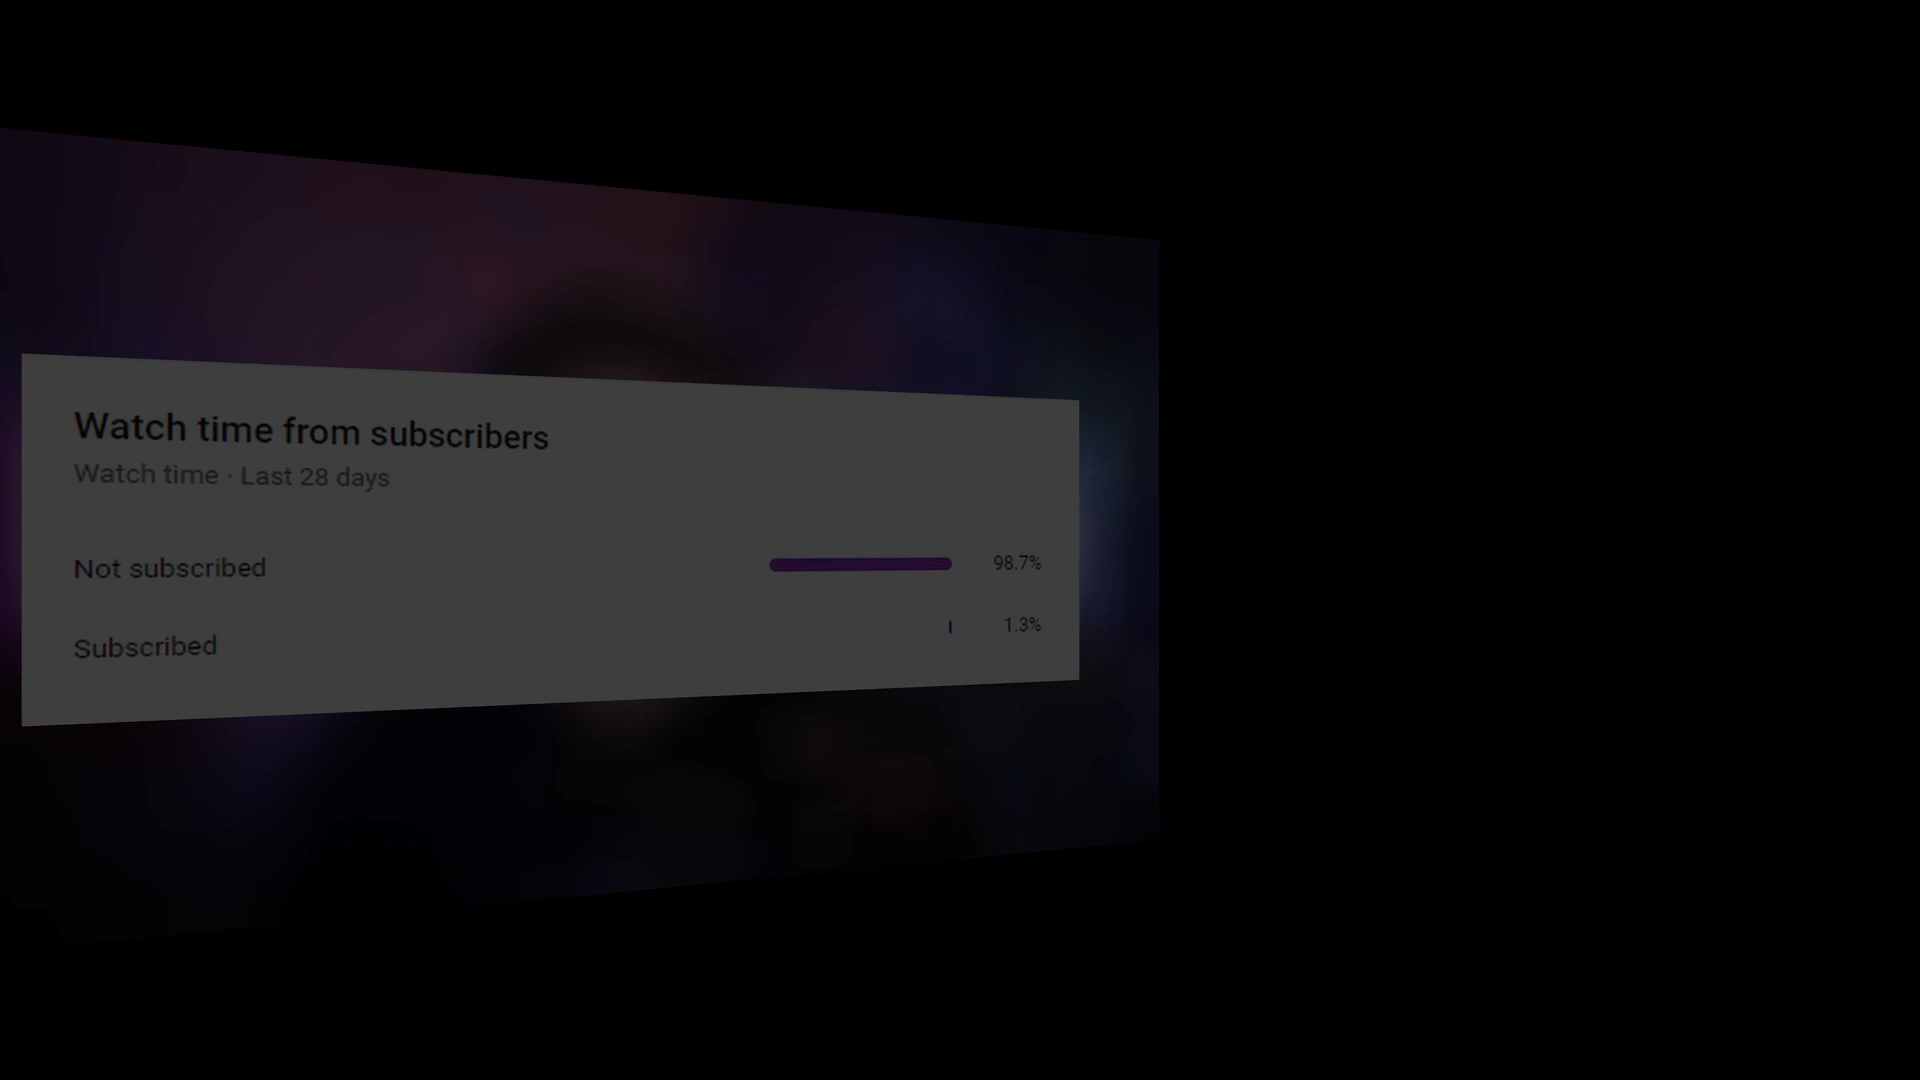 Watch time from subscribers
Watch time · Last 28 days
Not subscribed 98.7%
Subscribed 1.3%